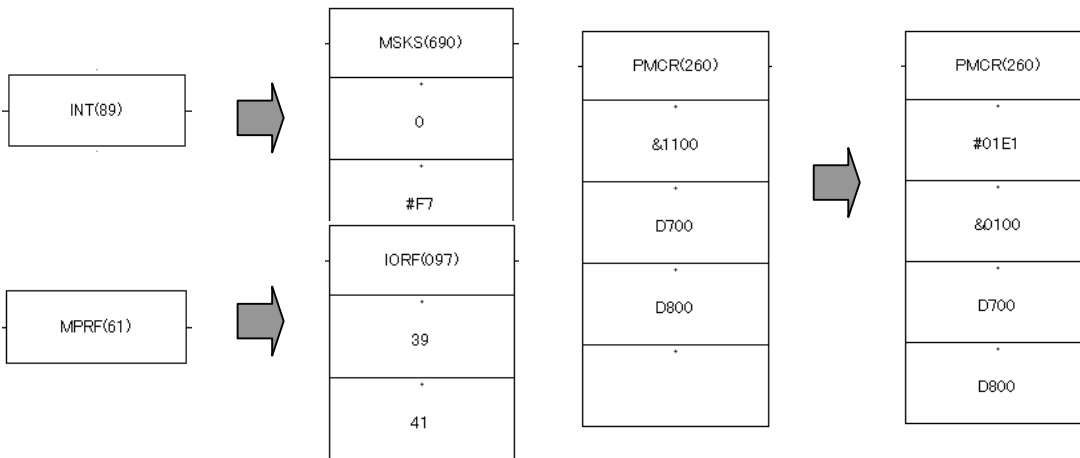 INT(89)
MSKS(690)
0
#F7
MPRF(61)
IORF(097)
39
41
PMCR(260)
&1100
D700
D800
PMCR(260)
#01E1
&0100
D700
D800